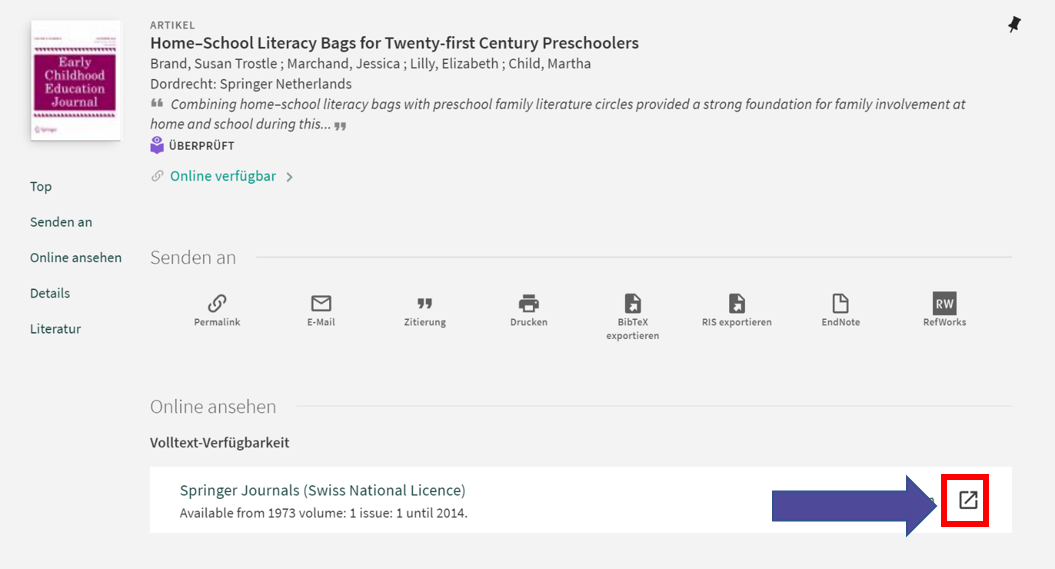 ARTIKEL
Home–School Literacy Bags for Twenty-first Century Preschoolers
Brand, Susan Trostle ; Marchand, Jessica ; Lilly, Elizabeth ; Child, Martha
Dordrecht: Springer Netherlands
❝ Combining home–school literacy bags with preschool family literature circles provided a strong foundation for family involvement at
home and school during this... ❞
ÜBERPRÜFT
Online verfügbar >
Early
Childhood
Education
Journal
Springer
Top
Senden an
Online ansehen
Details
Literatur
Senden an
Permalink
E-Mail
Zitierung
Drucken
BibTeX
exportieren
RIS exportieren
EndNote
RW
RefWorks
Online ansehen
Volltext-Verfügbarkeit
Springer Journals (Swiss National Licence)
Available from 1973 volume: 1 issue: 1 until 2014.